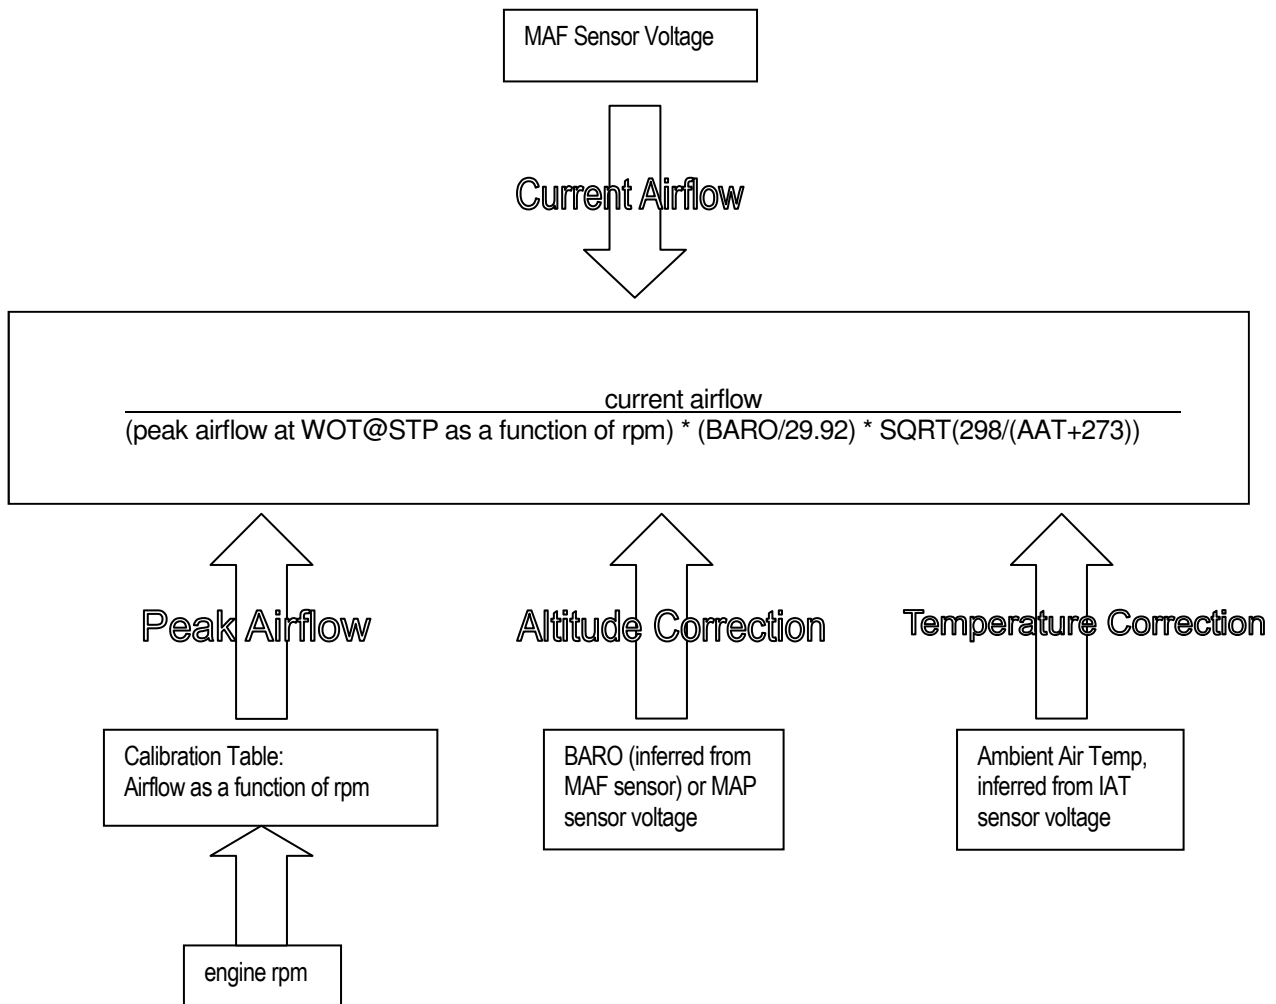 MAF Sensor Voltage
Current Airflow
current airflow
(peak airflow at WOT@STP as a function of rpm) * (BARO/29.92) * SQRT(298/(AAT+273))
Peak Airflow
Altitude Correction
Temperature Correction
Calibration Table:
Airflow as a function of rpm
BARO (inferred from
MAF sensor) or MAP
sensor voltage
Ambient Air Temp,
inferred from IAT
sensor voltage
engine rpm